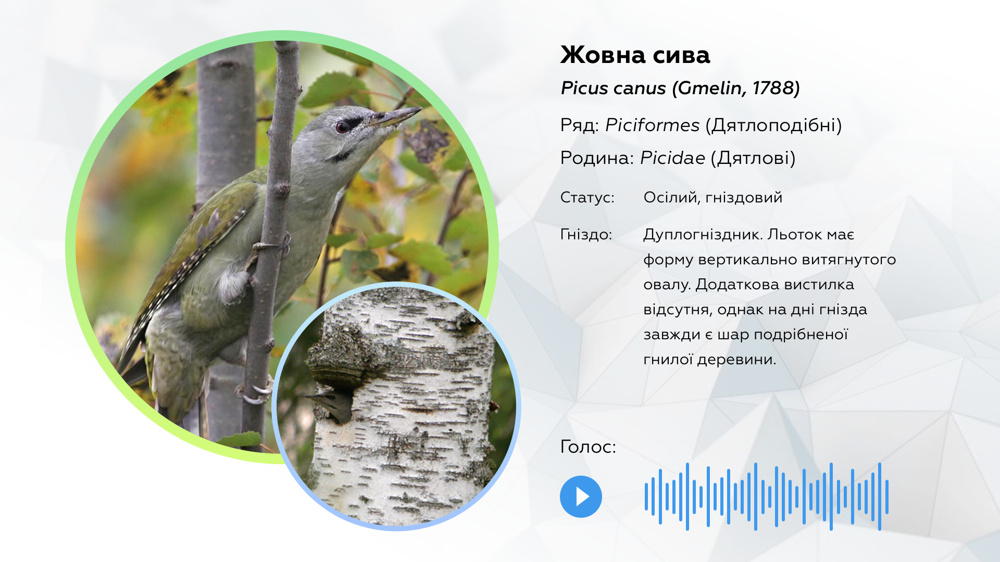 Жовна сива
Picus canus (Gmelin, 1788)
Ряд: Piciformes (Дятлоподібні)
Родина: Picidae (Дятлові)
Статус: Осілий, гніздовий
Гніздо: Дуплогніздник. Льоток має
форму вертикально витягнутого
овалу. Додаткова вистилка
відсутня, однак на дні гнізда
завжди є шар подрібненої
гнилої деревини.
Голос: